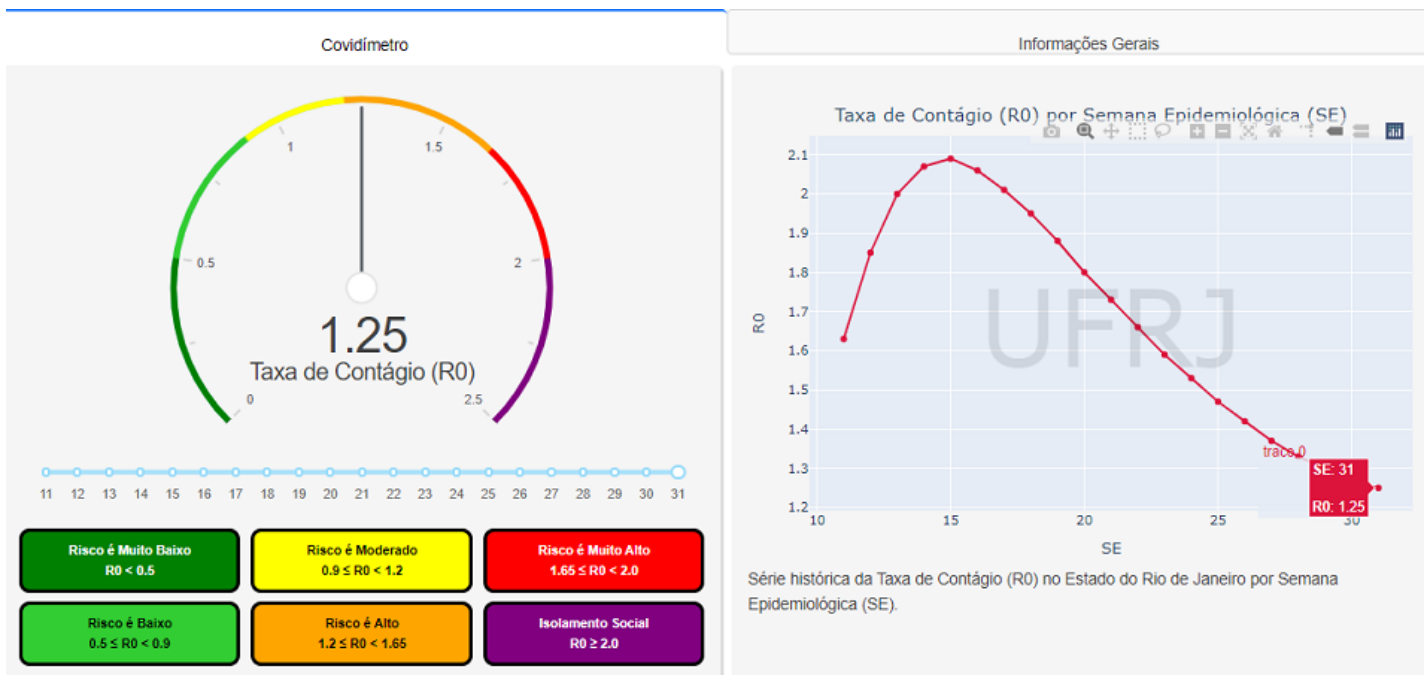 Covidímetro
Informações Gerais
1
1.5
0.5
2
0
2.5
1.25
Taxa de Contágio (R0)
11 12 13 14 15 16 17 18 19 20 21 22 23 24 25 26 27 28 29 30 31
Risco é Muito Baixo
R0 < 0.5
Risco é Moderado
0.9 ≤ R0 < 1.2
Risco é Muito Alto
1.65 ≤ R0 < 2.0
Risco é Baixo
0.5 ≤ R0 < 0.9
Risco é Alto
1.2 ≤ R0 < 1.65
Isolamento Social
R0 ≥ 2.0
Taxa de Contágio (R0) por Semana Epidemiológica (SE)
2.1
2
1.9
1.8
1.7
1.6
1.5
1.4
1.3
1.2
R0
UFRJ
trace 0
SE: 31
R0: 1.25
10 15 20 25 30
SE
Série histórica da Taxa de Contágio (R0) no Estado do Rio de Janeiro por Semana
Epidemiológica (SE).